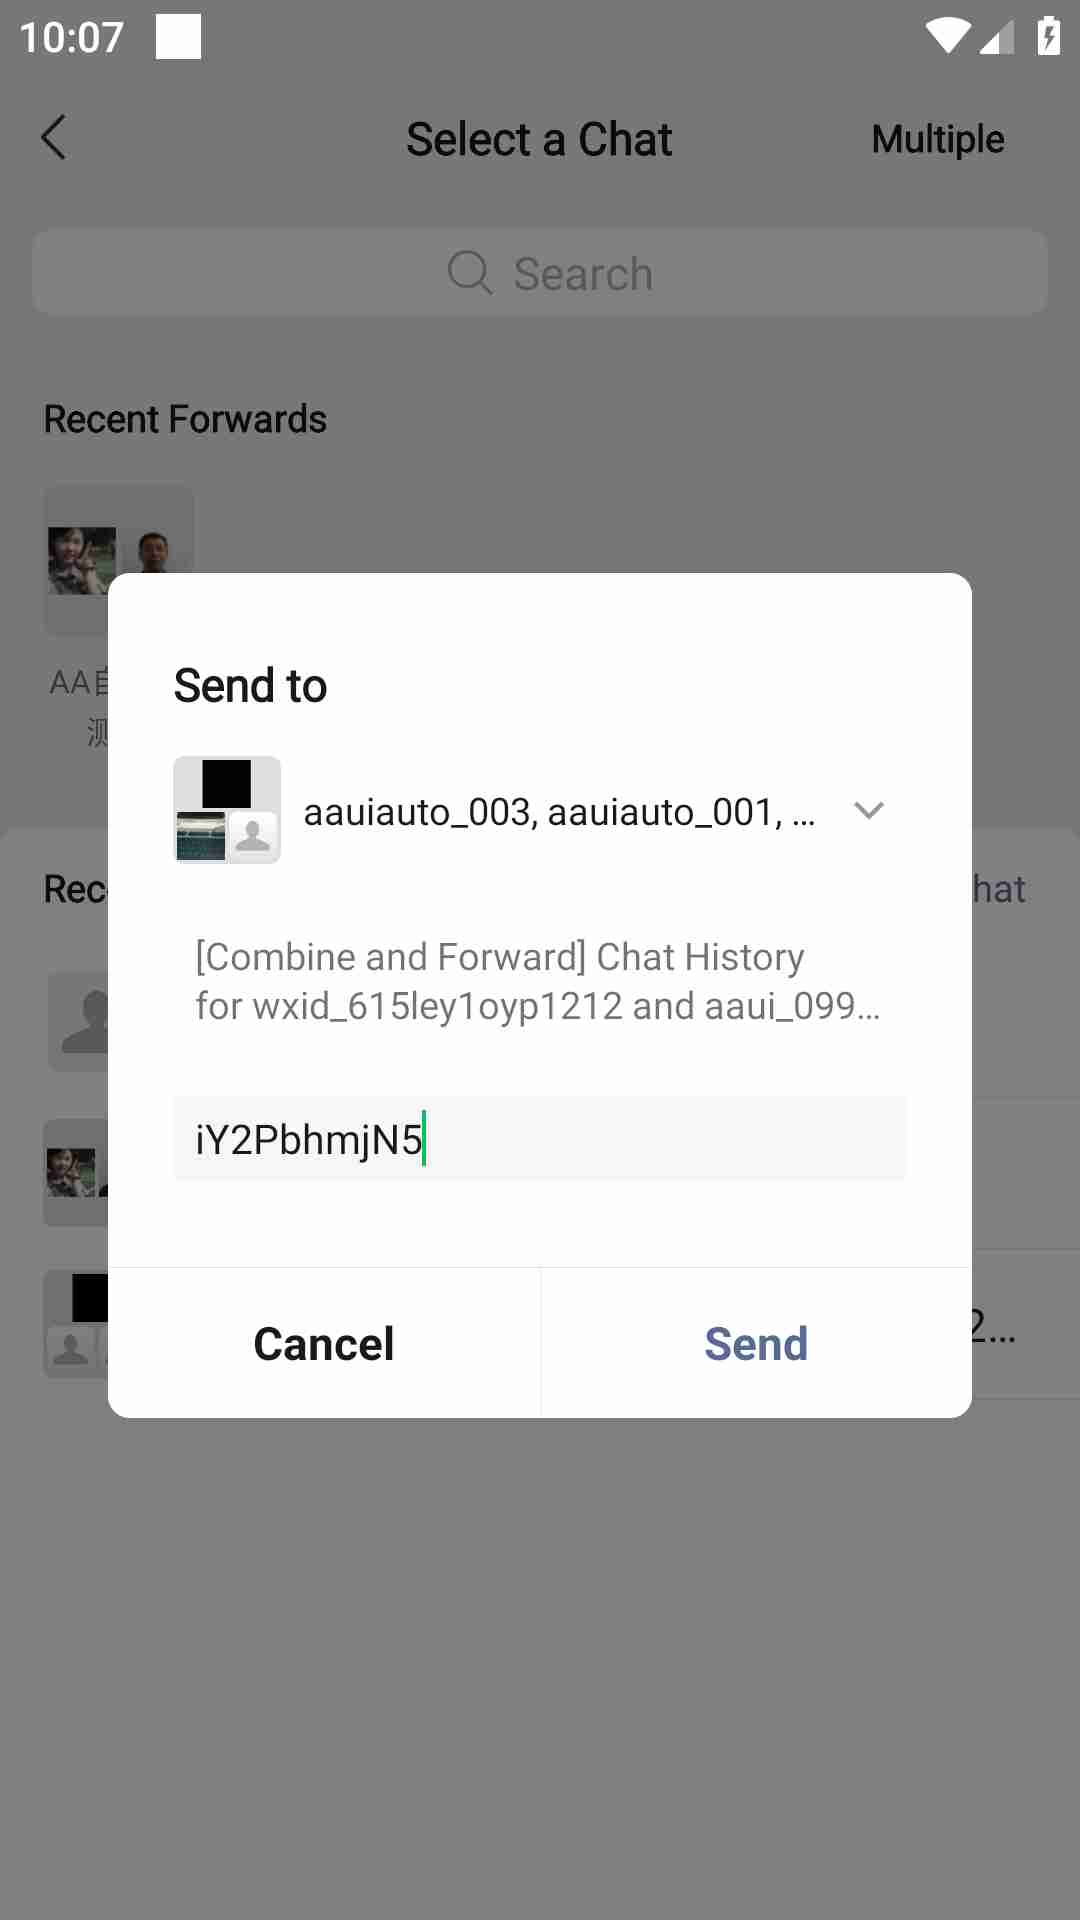 10:07
Select a Chat
Multiple
Search
Recent Forwards
AA自
测
Send to
aauiauto_003, aauiauto_001, ...
Rec
hat
[Combine and Forward] Chat History
for wxid_615ley1oyp1212 and aaui_099...
iY2PbhmjN5
2...
Cancel
Send